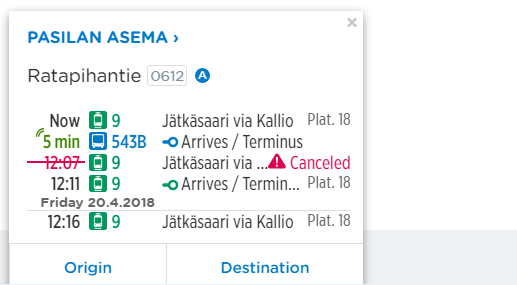 ×
PASILAN ASEMA ›
Ratapihantie 0612 A
Now 9 Jätkäsaari via Kallio Plat. 18
5 min 543B Arrives / Terminus
12:07 9 Jätkäsaari via ... Canceled
12:11 9 Arrives / Termin... Plat. 18
Friday 20.4.2018
12:16 9 Jätkäsaari via Kallio Plat. 18
Origin Destination